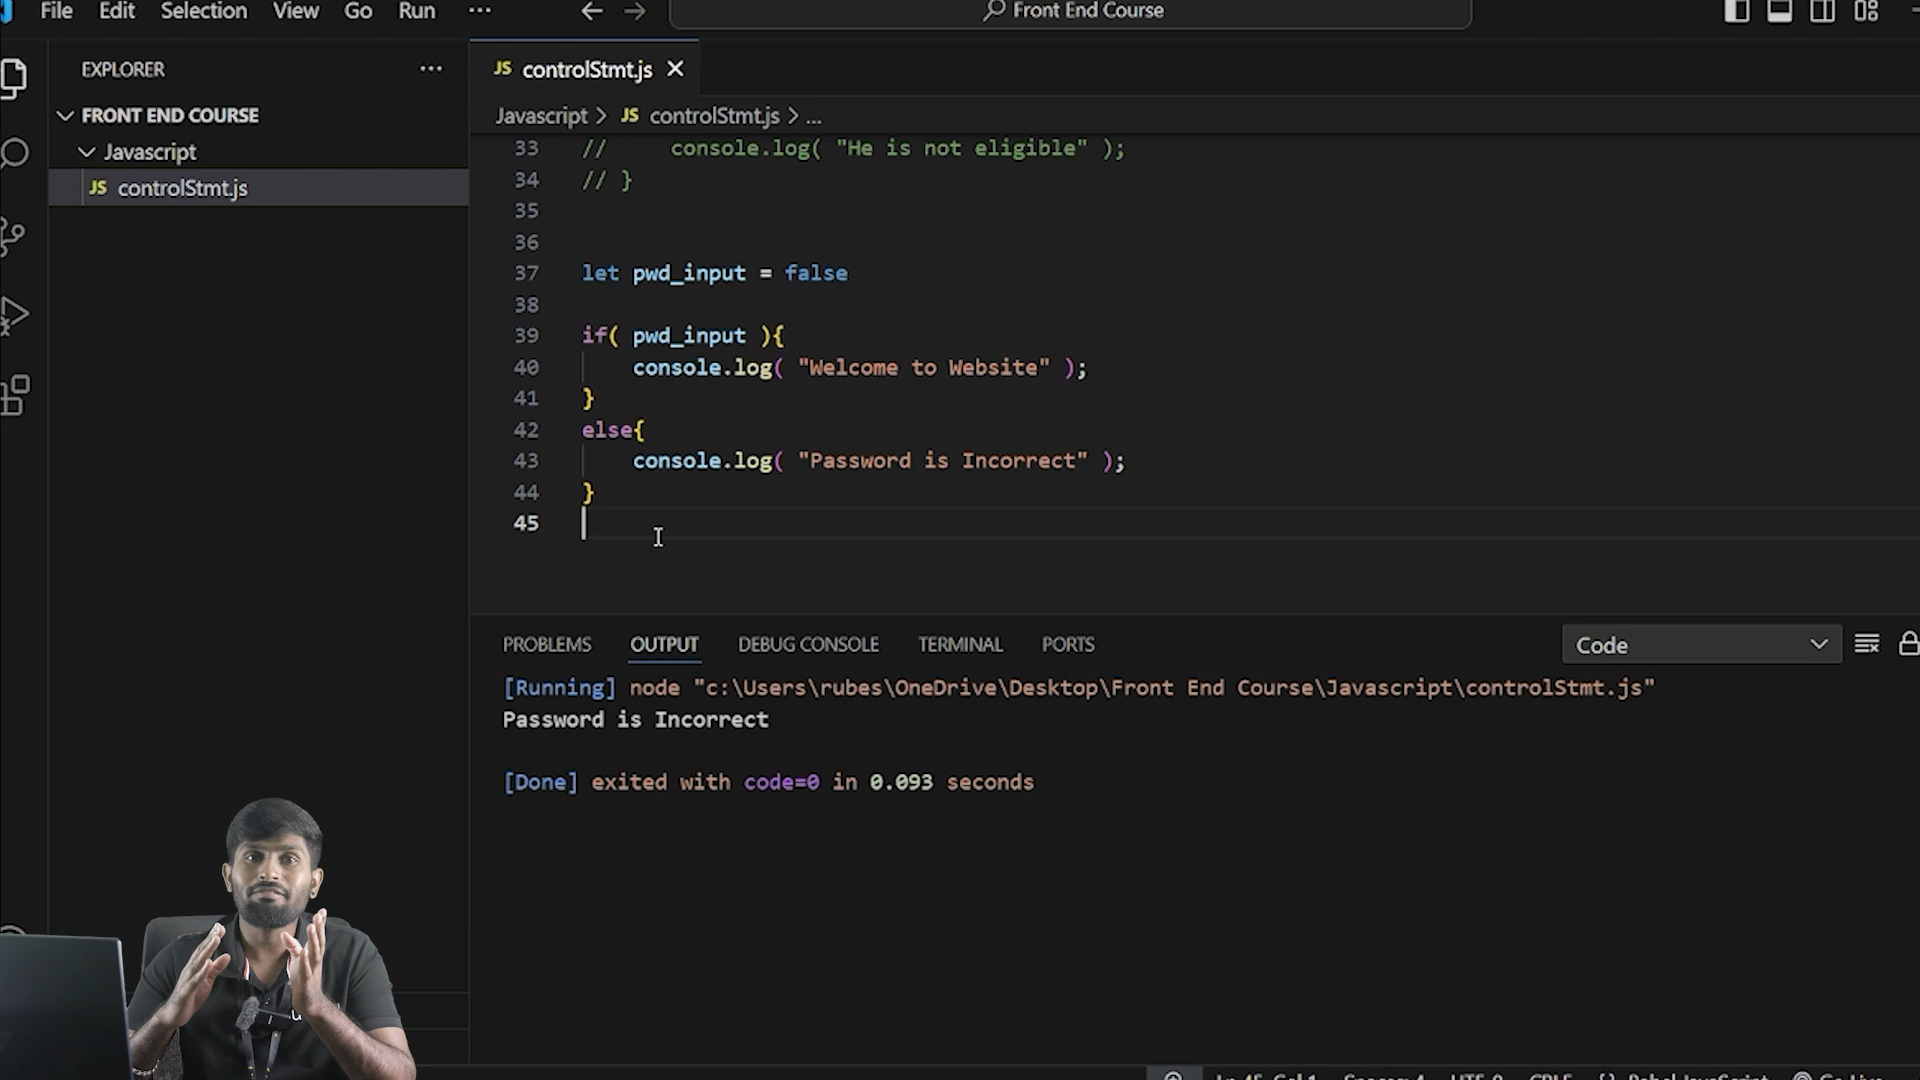 File Edit Selection View Go Run ...
Front End Course
EXPLORER
FRONT END COURSE
Javascript
JS controlStmt.js
JS controlStmt.js
Javascript > JS controlStmt.js > ...
33 // console.log( "He is not eligible" );
34 // }
35
36
37 let pwd_input = false
38
39 if( pwd_input ){
40 console.log( "Welcome to Website" );
41 }
42 else{
43 console.log( "Password is Incorrect" );
44 }
45
PROBLEMS OUTPUT DEBUG CONSOLE TERMINAL PORTS
Code
[Running] node "c:\Users\rubes\OneDrive\Desktop\Front End Course\Javascript\controlStmt.js"
Password is Incorrect
[Done] exited with code=0 in 0.093 seconds